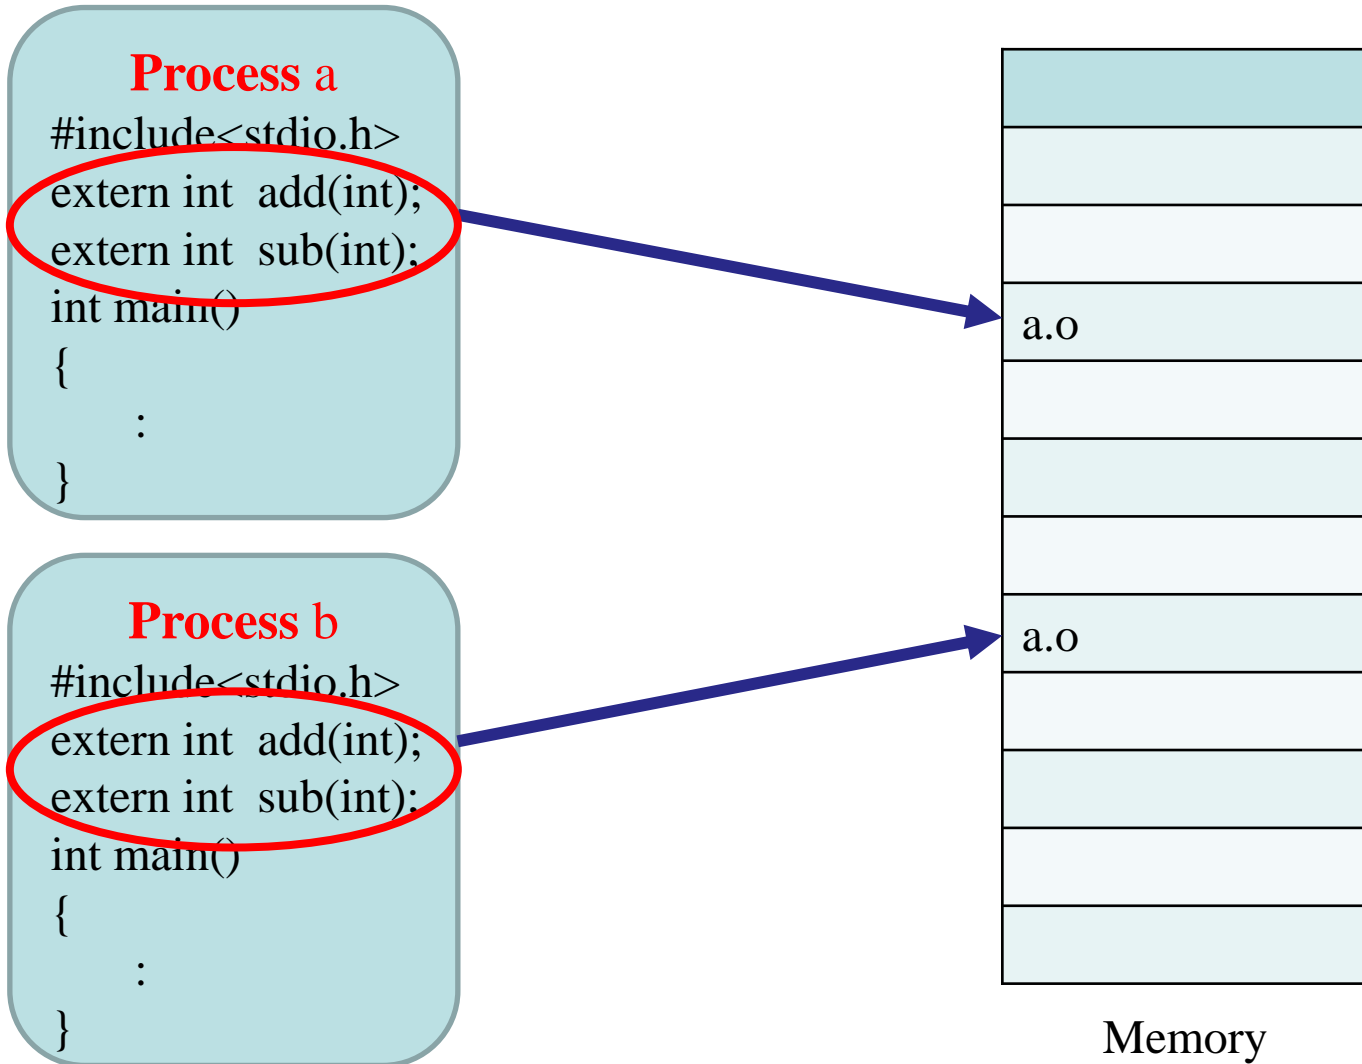 Process a
#include<stdio.h>
extern int  add(int);
extern int  sub(int);
int main()
{
:
}
Process b
#include<stdio.h>
extern int  add(int);
extern int  sub(int);
int main()
{
:
}
a.o
a.o
Memory